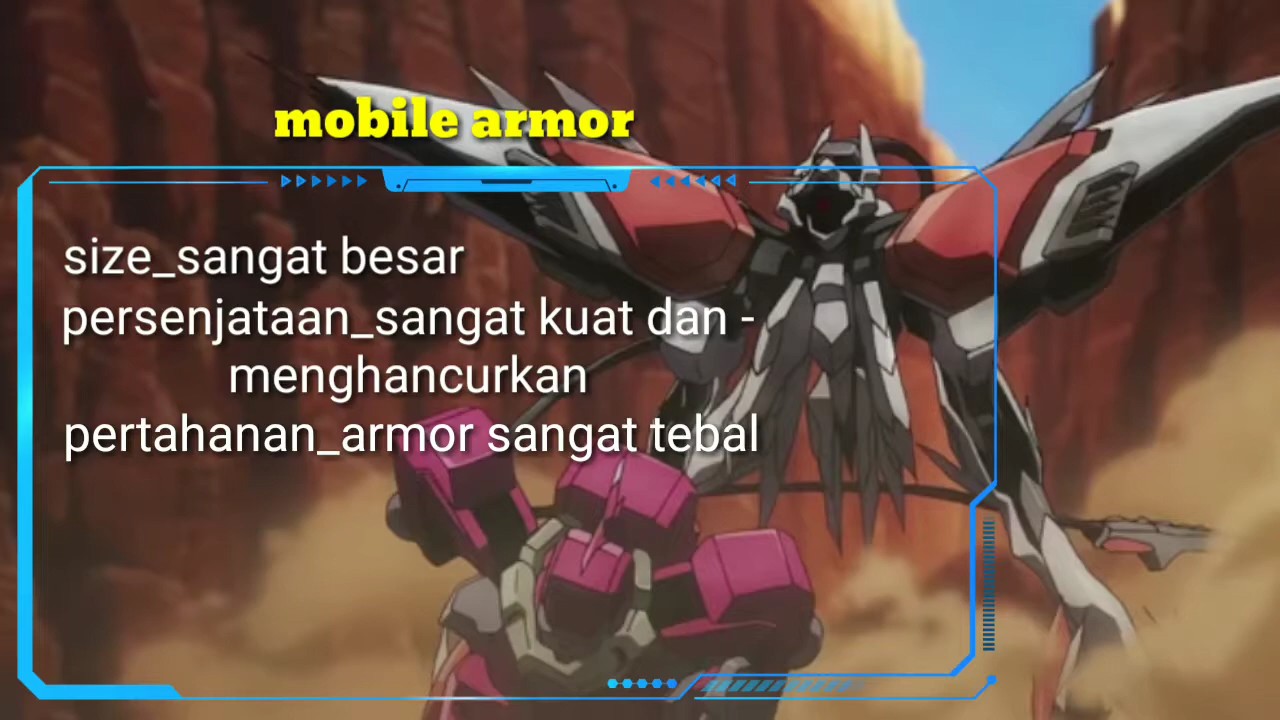 mobile armor
size_sangat besar
persenjataan_sangat kuat dan -
menghancurkan
pertahanan_armor sangat tebal